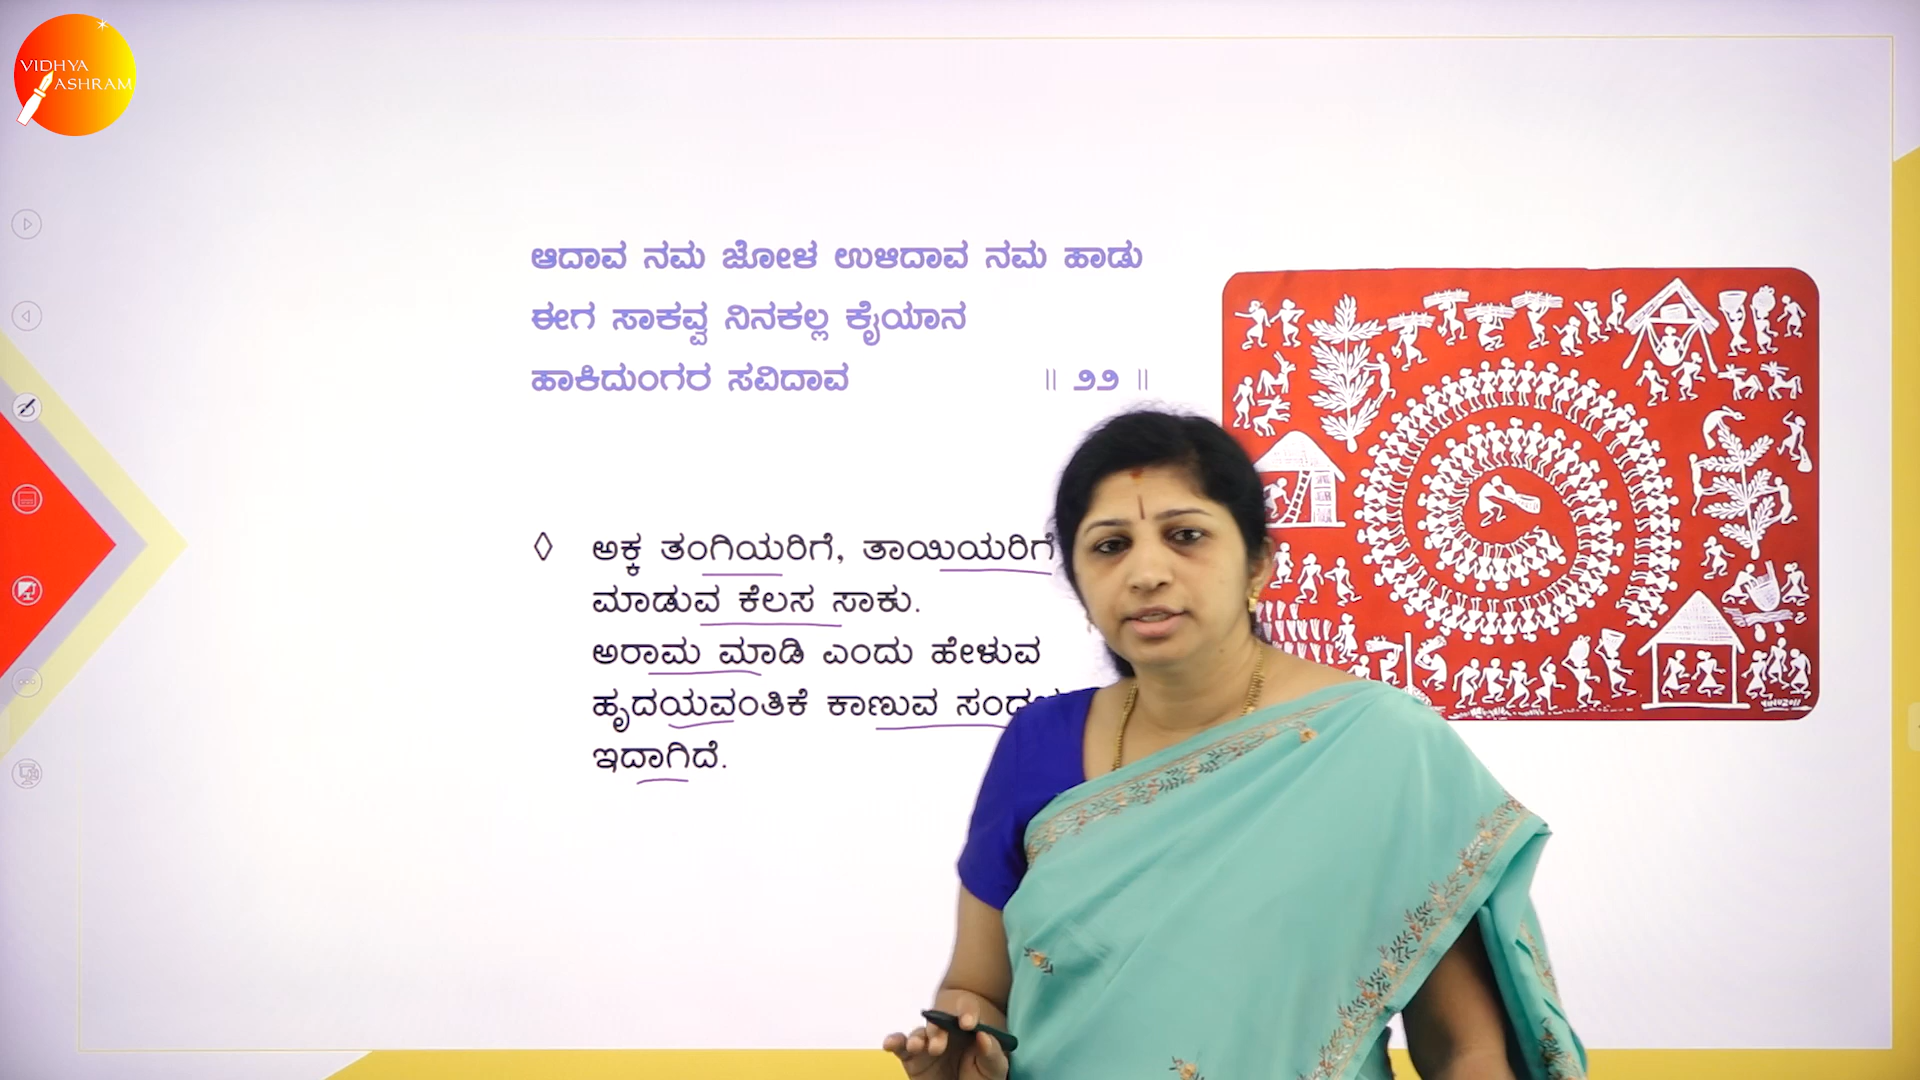 VIDHYA
ASHRAM
ಆದಾವ ನಮ ಜೋಳ ಉಳಿದಾವ ನಮ ಹಾಡು
ಈಗ ಸಾಕವ್ವ ನಿನಕಲ್ಲ ಕೈಯಾನ
ಹಾಕಿದುಂಗರ ಸವಿದಾವ || ೨೨ ||
◊ ಅಕ್ಕ ತಂಗಿಯರಿಗೆ, ತಾಯಿಯರಿಗೆ
ಮಾಡುವ ಕೆಲಸ ಸಾಕು.
ಅರಾಮ ಮಾಡಿ ಎಂದು ಹೇಳುವ
ಹೃದಯವಂತಿಕೆ ಕಾಣುವ
ಇದಾಗಿದೆ.